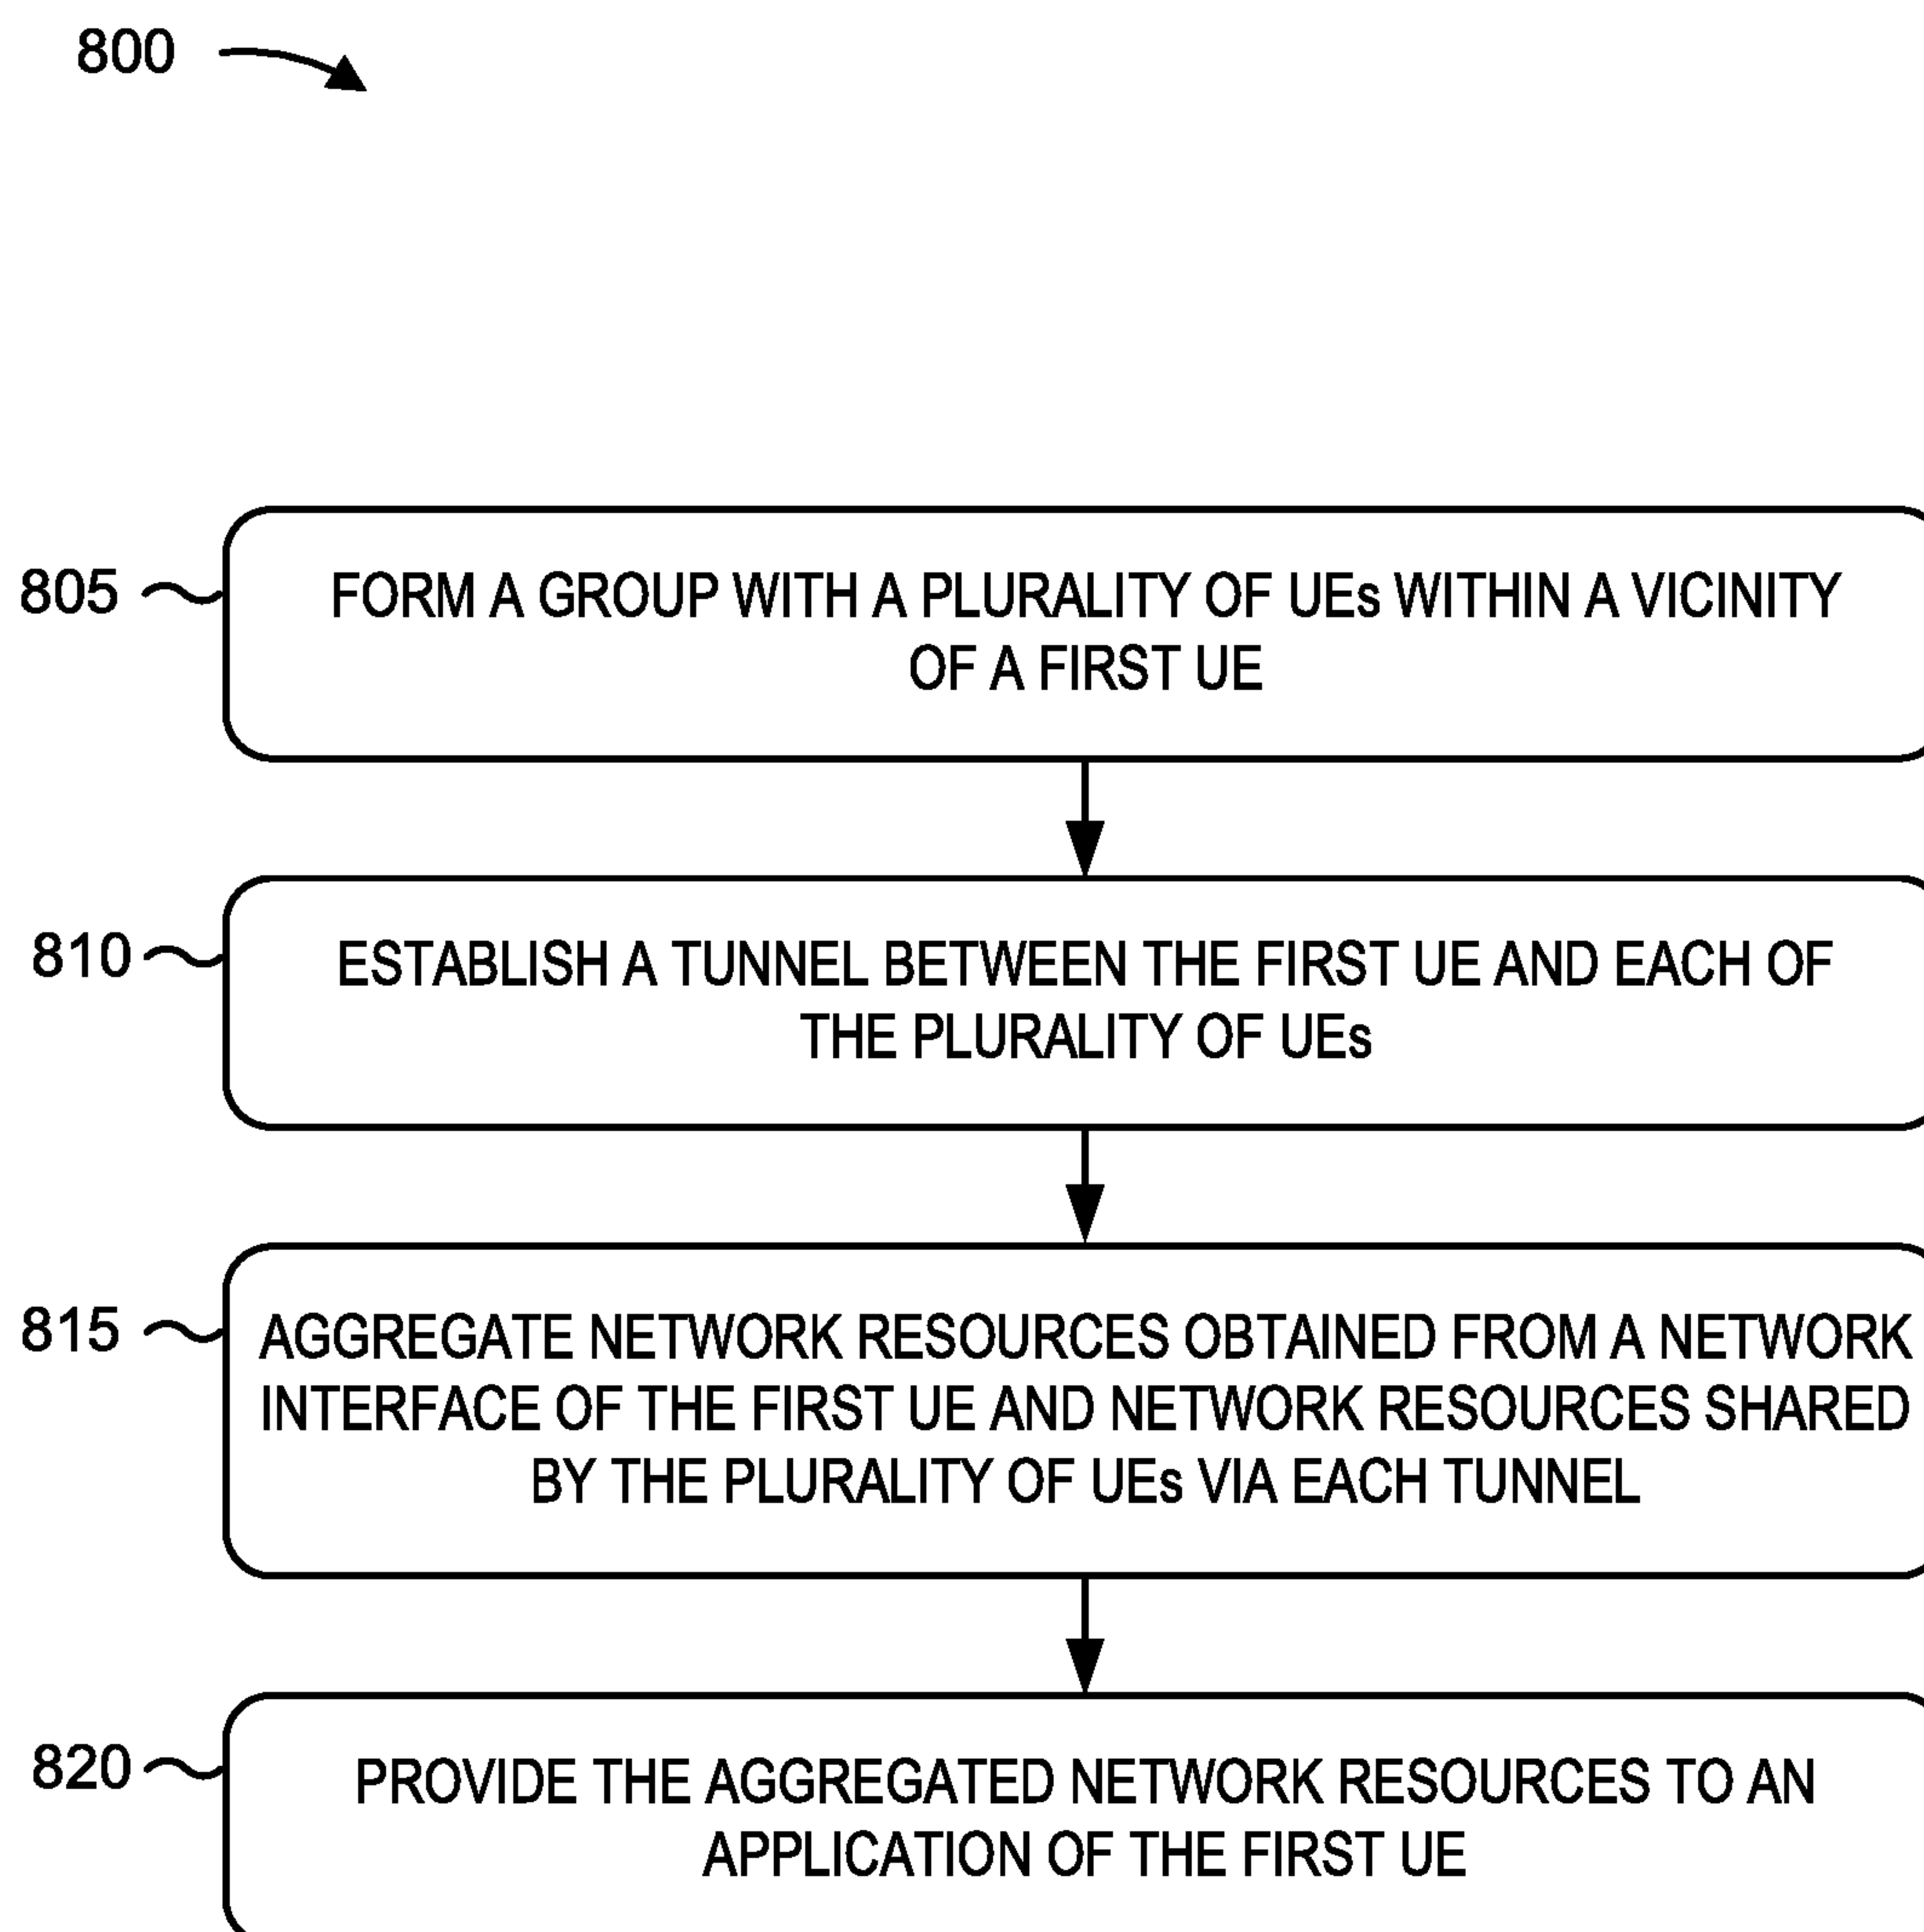 800
805
FORM A GROUP WITH A PLURALITY OF UEs WITHIN A VICINITY
OF A FIRST UE
810
ESTABLISH A TUNNEL BETWEEN THE FIRST UE AND EACH OF
THE PLURALITY OF UEs
815
AGGREGATE NETWORK RESOURCES OBTAINED FROM A NETWORK
INTERFACE OF THE FIRST UE AND NETWORK RESOURCES SHARED
BY THE PLURALITY OF UEs VIA EACH TUNNEL
820
PROVIDE THE AGGREGATED NETWORK RESOURCES TO AN
APPLICATION OF THE FIRST UE